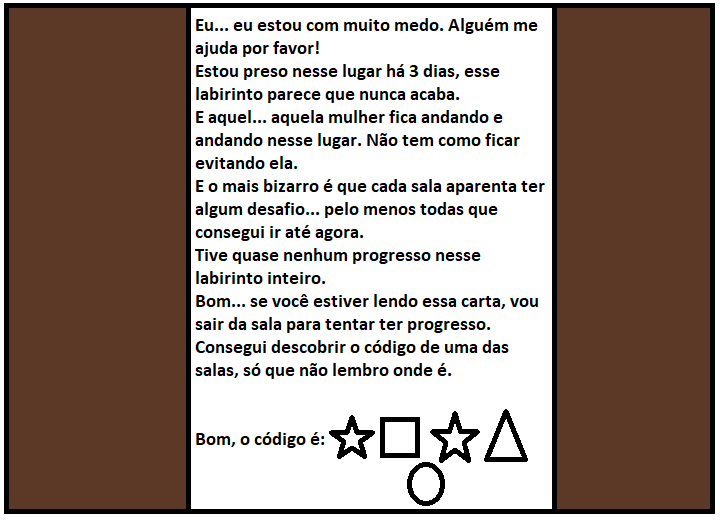 Eu... eu estou com muito medo. Alguém me
ajuda por favor!
Estou preso nesse lugar há 3 dias, esse
labirinto parece que nunca acaba.
E aquel... aquela mulher fica andando e
andando nesse lugar. Não tem como ficar
evitando ela.
E o mais bizarro é que cada sala aparenta ter
algum desafio... pelo menos todas que
consegui ir até agora.
Tive quase nenhum progresso nesse
labirinto inteiro.
Bom... se você estiver lendo essa carta, vou
sair da sala para tentar ter progresso.
Consegui descobrir o código de uma das
salas, só que não lembro onde é.
Bom, o código é: